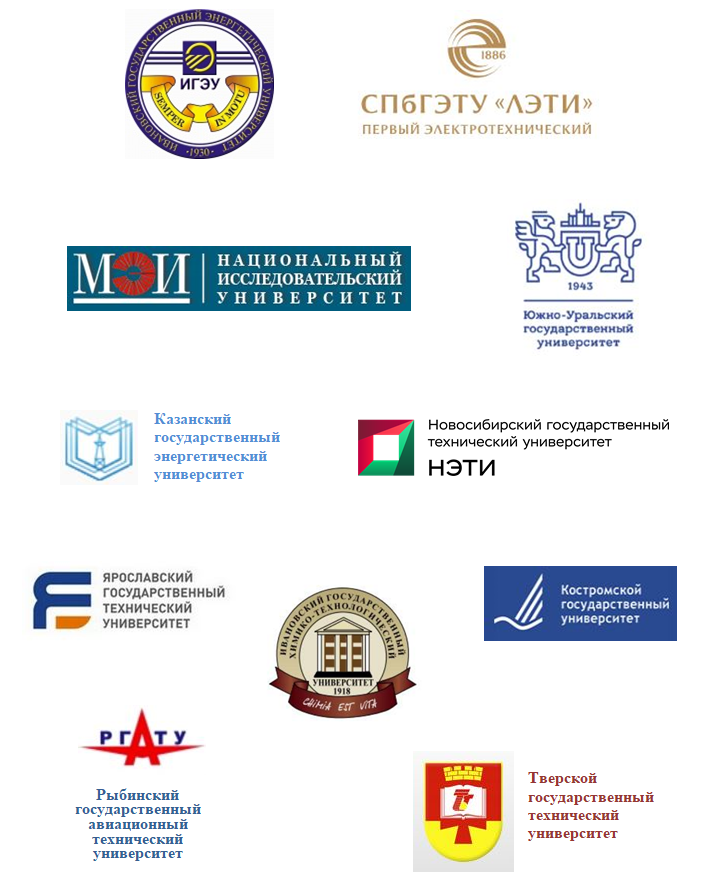 ИВАНОВСКИЙ ГОСУДАРСТВЕННЫЙ ЭНЕРГЕТИЧЕСКИЙ УНИВЕРСИТЕТ
ИГЭУ
SEMPER IN MOTU
·1930·
1886
СПбГЭТУ «ЛЭТИ»
ПЕРВЫЙ ЭЛЕКТРОТЕХНИЧЕСКИЙ
МЭИ
НАЦИОНАЛЬНЫЙ
ИССЛЕДОВАТЕЛЬСКИЙ
УНИВЕРСИТЕТ
1943
Южно-Уральский
государственный
университет
Казанский
государственный
энергетический
университет
Новосибирский государственный
технический университет
НЭТИ
ЯРОСЛАВСКИЙ
ГОСУДАРСТВЕННЫЙ
ТЕХНИЧЕСКИЙ
УНИВЕРСИТЕТ
ИВАНОВСКИЙ ГОСУДАРСТВЕННЫЙ
ХИМИКО-ТЕХНОЛОГИЧЕСКИЙ
УНИВЕРСИТЕТ
1918
CHIMIA EST VITA
Костромской
государственный
университет
РГАТУ
Рыбинский
государственный
авиационный
технический
университет
Тверской
государственный
технический
университет